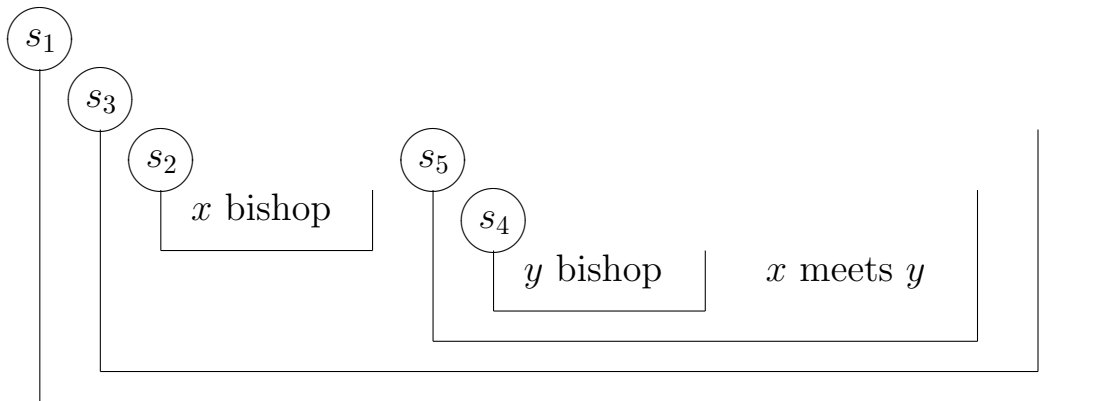 s₁
s₃
s₂
s₅
x bishop
s₄
y bishop x meets y